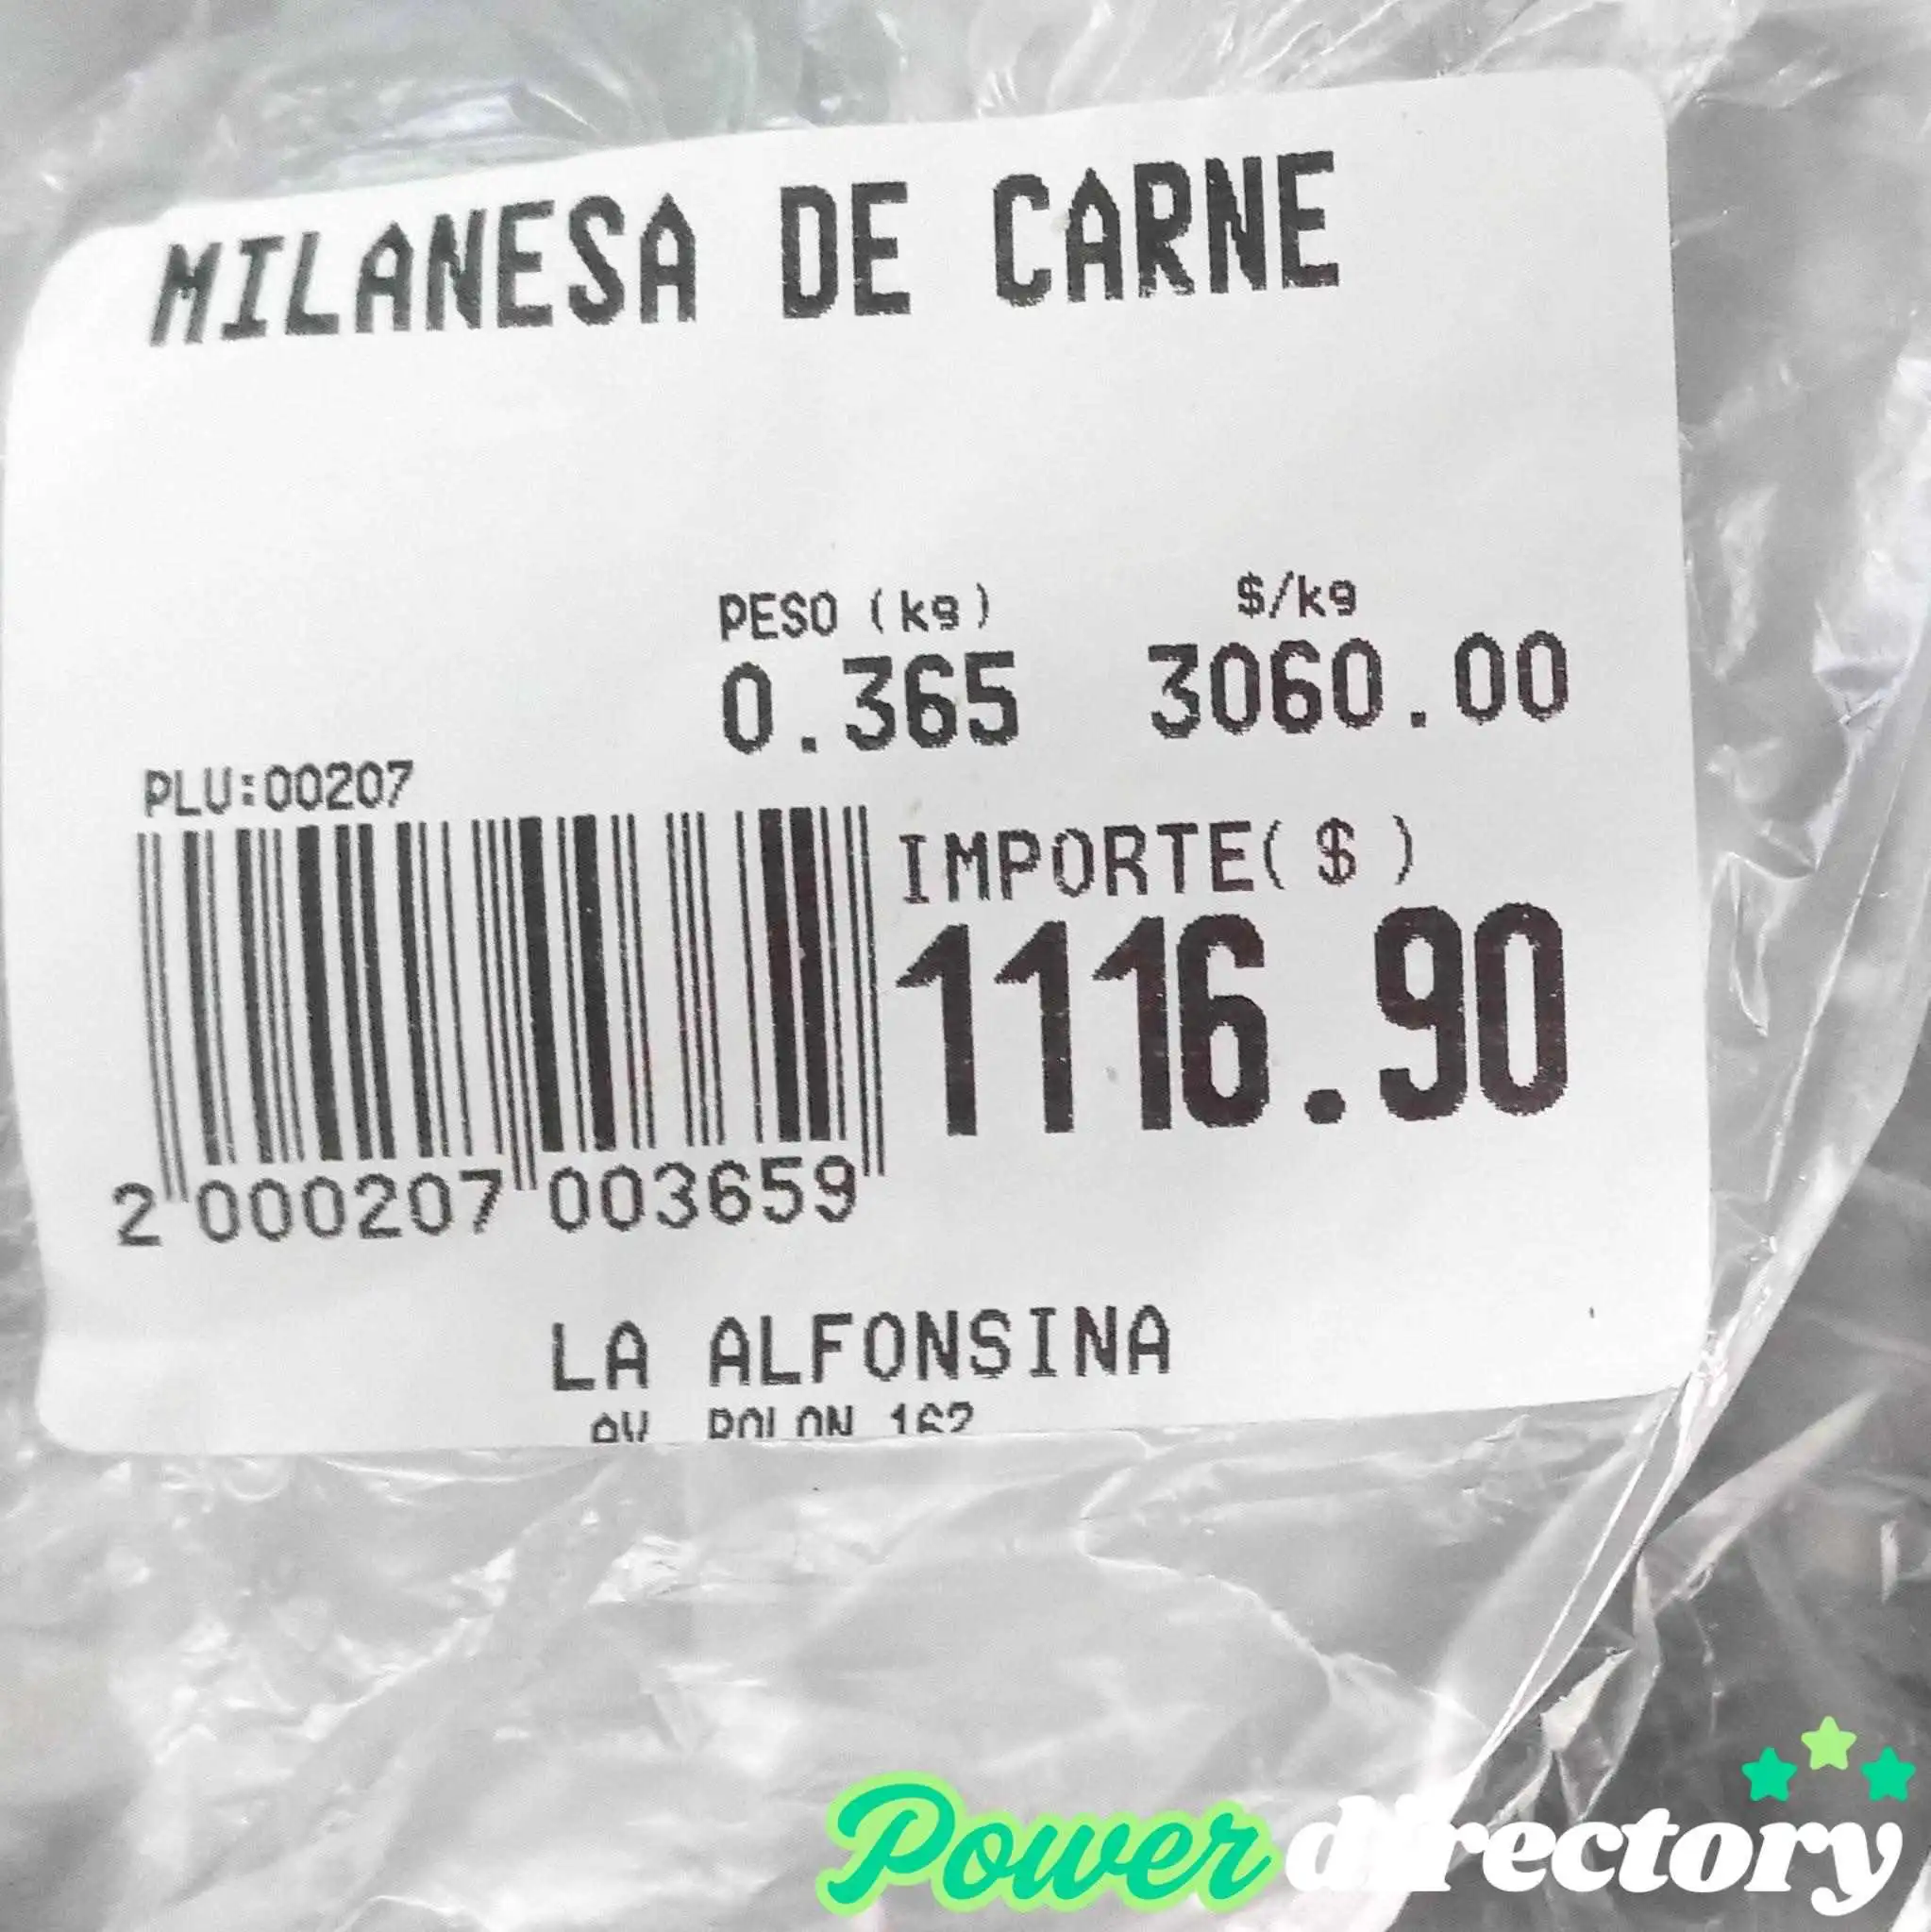 MILANESA DE CARNE
PESO (kg) $/kg
0.365 3060.00
PLU:00207
IMPORTE( $ )
1116.90
2 000207 003659
LA ALFONSINA
AV
Power directory